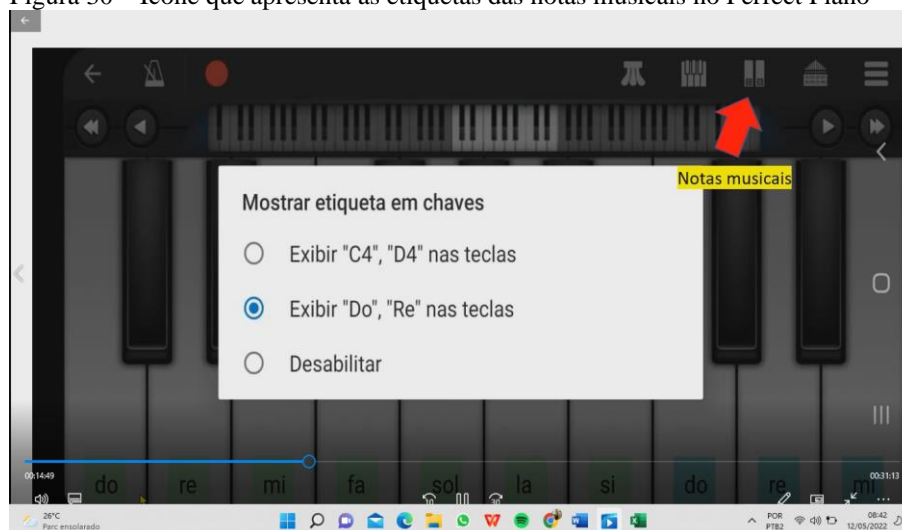 Figura 30 – Ícone que apresenta as etiquetas das notas musicais no Perfect Piano
Notas musicais
Mostrar etiqueta em chaves
Exibir "C4", "D4" nas teclas
Exibir "Do", "Re" nas teclas
Desabilitar
00:14:49
00:31:13
do re mi fa sol la si do re mi
10 30
26°C
Parc ensolarado
POR
PTB2
08:42
12/05/2022